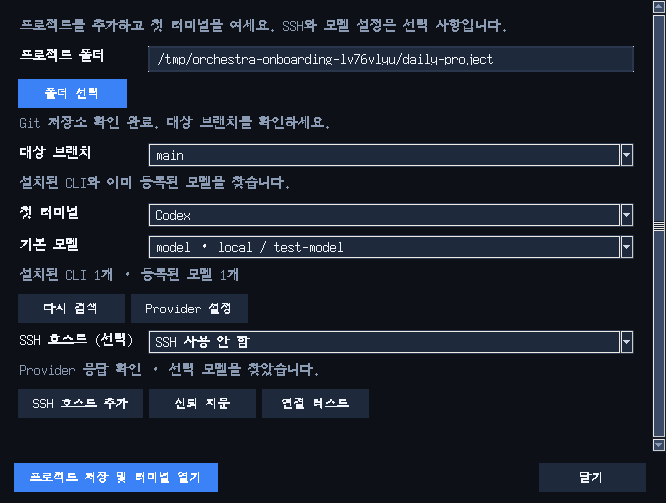 프로젝트를 추가하고 첫 터미널을 여세요. SSH와 모델 설정은 선택 사항입니다.
프로젝트 폴더
/tmp/orchestra-onboarding-lv76vlyu/daily-project
폴더 선택
Git 저장소 확인 완료. 대상 브랜치를 확인하세요.
대상 브랜치
main
설치된 CLI와 이미 등록된 모델을 찾습니다.
첫 터미널
Codex
기본 모델
model · local / test-model
설치된 CLI 1개 · 등록된 모델 1개
다시 검색
Provider 설정
SSH 호스트 (선택)
SSH 사용 안 함
Provider 응답 확인 · 선택 모델을 찾았습니다.
SSH 호스트 추가
신뢰 지문
연결 테스트
프로젝트 저장 및 터미널 열기
닫기